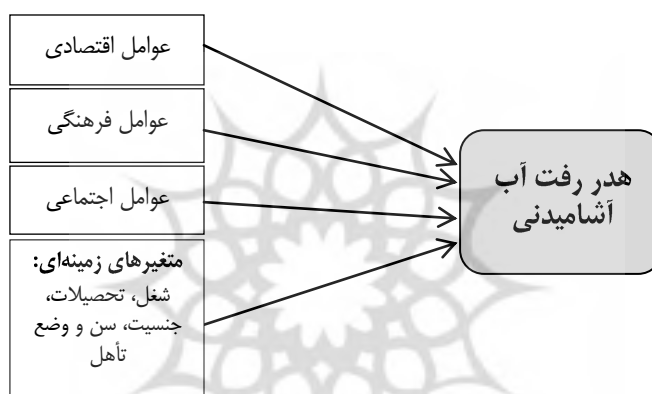 عوامل اقتصادی
عوامل فرهنگی
عوامل اجتماعی
متغیرهای زمینه‌ای:
شغل، تحصیلات،
جنسیت، سن و وضع
تأهل
هدر رفت آب
آشامیدنی